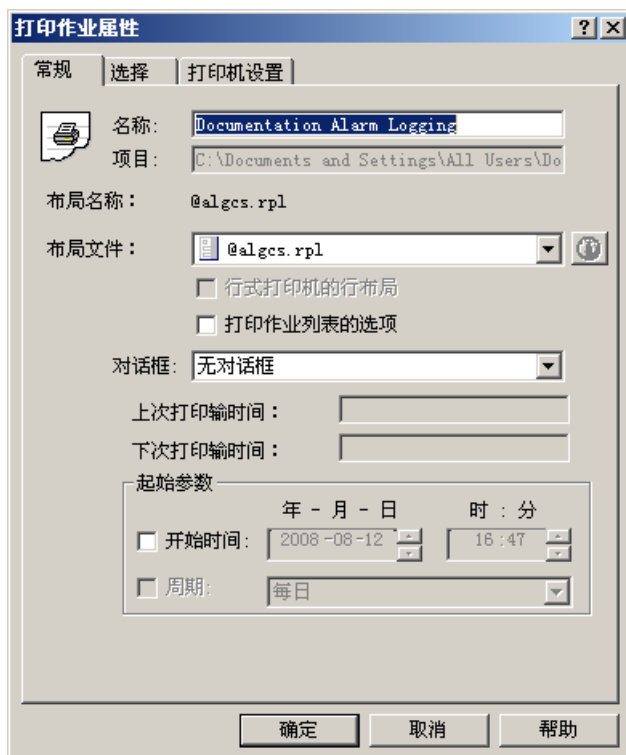 打印作业属性
常规 选择 打印机设置
名称: Documentation Alarm Logging
项目: C:\Documents and Settings\All Users\Do
布局名称： @algcs.rpl
布局文件： @algcs.rpl
行式打印机的行布局
打印作业列表的选项
对话框: 无对话框
上次打印输时间：
下次打印输时间：
起始参数
年 - 月 - 日 时 : 分
开始时间: 2008-08-12 16:47
周期: 每日
确定 取消 帮助